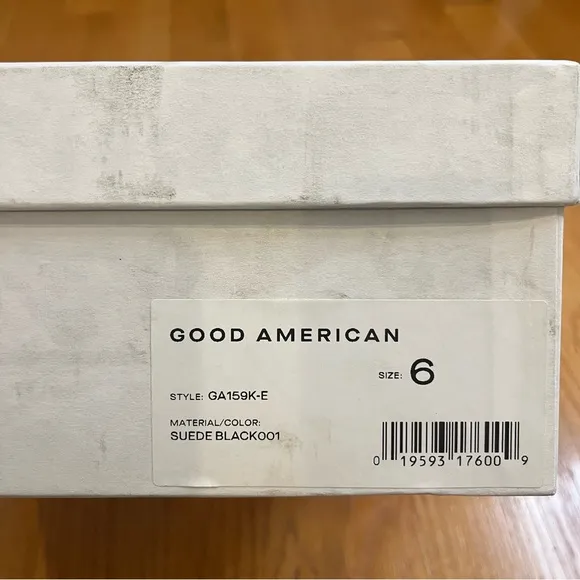 GOOD AMERICAN
SIZE: 6
STYLE: GA159K-E
MATERIAL/COLOR:
SUEDE BLACK001
0 19593 17600 9